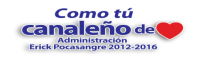 Como tú
canaleño de
Administración
Erick Pocasangre 2012-2016